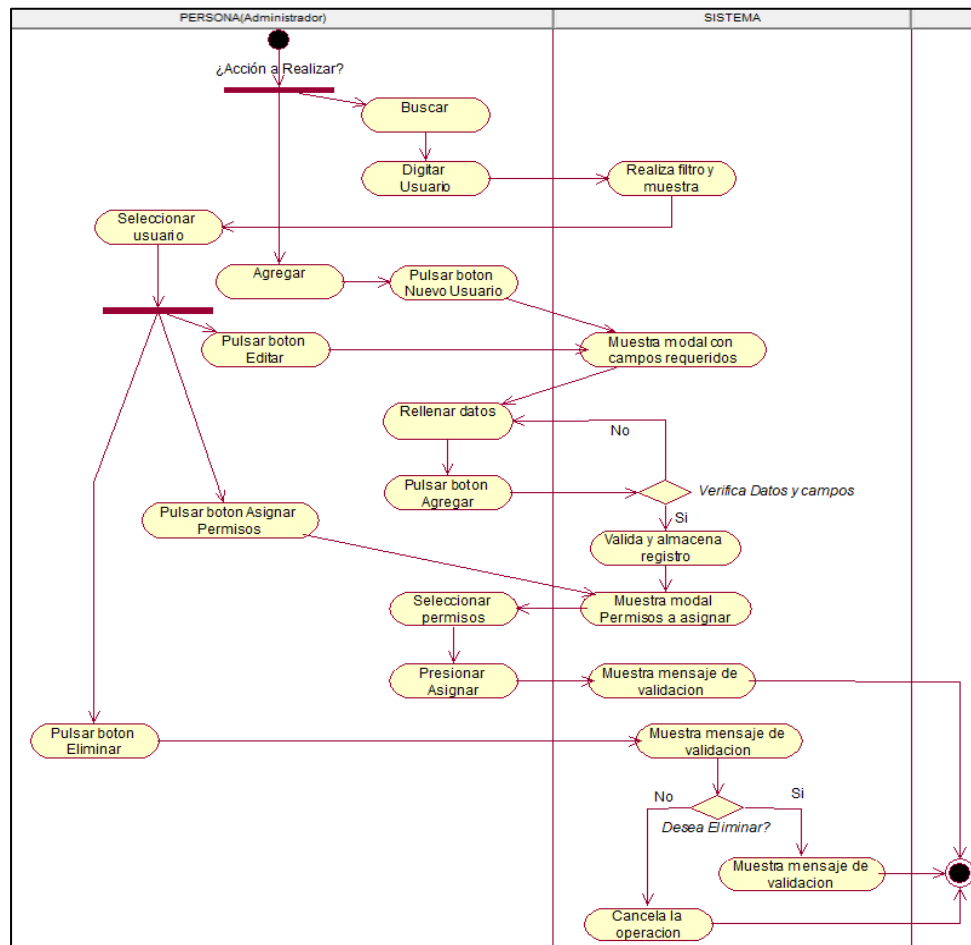 PERSONA(Administrador)
SISTEMA
¿Acción a Realizar?
Buscar
Digitar
Usuario
Realiza filtro y
muestra
Seleccionar
usuario
Agregar
Pulsar boton
Nuevo Usuario
Pulsar boton
Editar
Muestra modal con
campos requeridos
Rellenar datos
No
Pulsar boton
Agregar
Verifica Datos y campos
Si
Pulsar boton Asignar
Permisos
Valida y almacena
registro
Seleccionar
permisos
Muestra modal
Permisos a asignar
Presionar
Asignar
Muestra mensaje de
validacion
Pulsar boton
Eliminar
Muestra mensaje de
validacion
No
Si
Desea Eliminar?
Muestra mensaje de
validacion
Cancela la
operacion